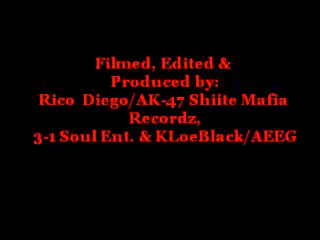 Filmed, Edited &
Produced by:
Rico Diego/AK-47 Shiite Mafia
Recordz,
3-1 Soul Ent. & KLoeBlack/AEEG